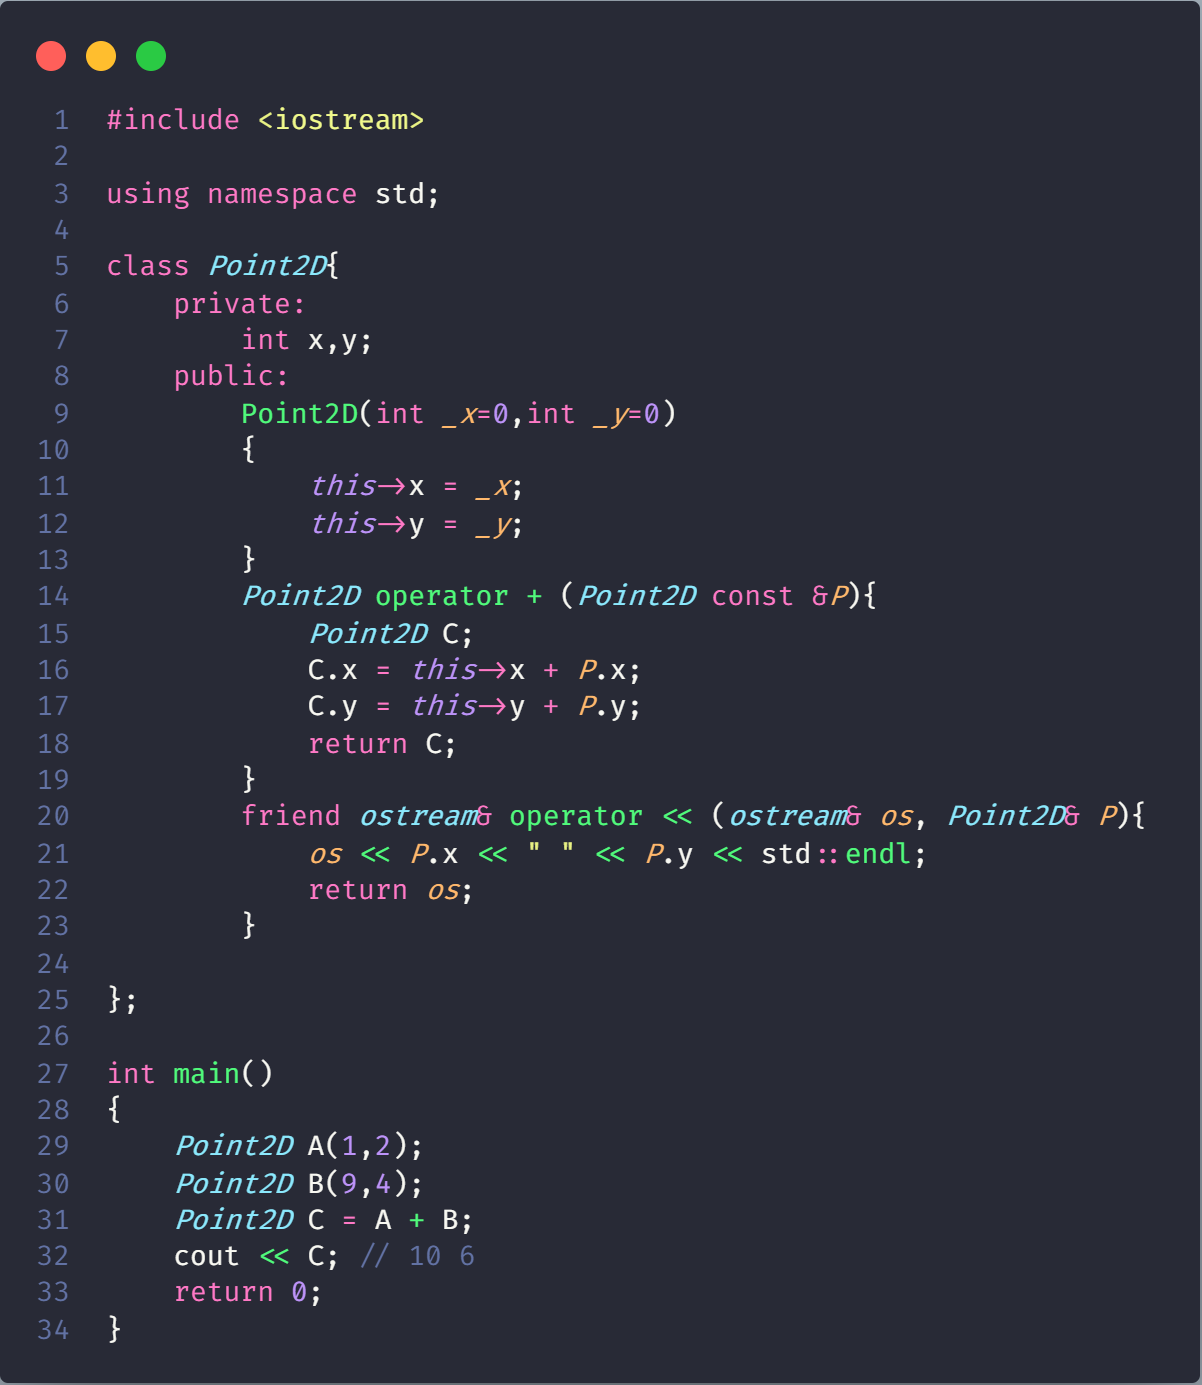 1 #include <iostream>
2
3 using namespace std;
4
5 class Point2D{
6     private:
7         int x,y;
8     public:
9         Point2D(int _x=0,int _y=0)
10         {
11             this->x = _x;
12             this->y = _y;
13         }
14         Point2D operator + (Point2D const &P){
15             Point2D C;
16             C.x = this->x + P.x;
17             C.y = this->y + P.y;
18             return C;
19         }
20         friend ostream& operator << (ostream& os, Point2D& P){
21             os << P.x << " " << P.y << std::endl;
22             return os;
23         }
24
25 };
26
27 int main()
28 {
29     Point2D A(1,2);
30     Point2D B(9,4);
31     Point2D C = A + B;
32     cout << C; // 10 6
33     return 0;
34 }